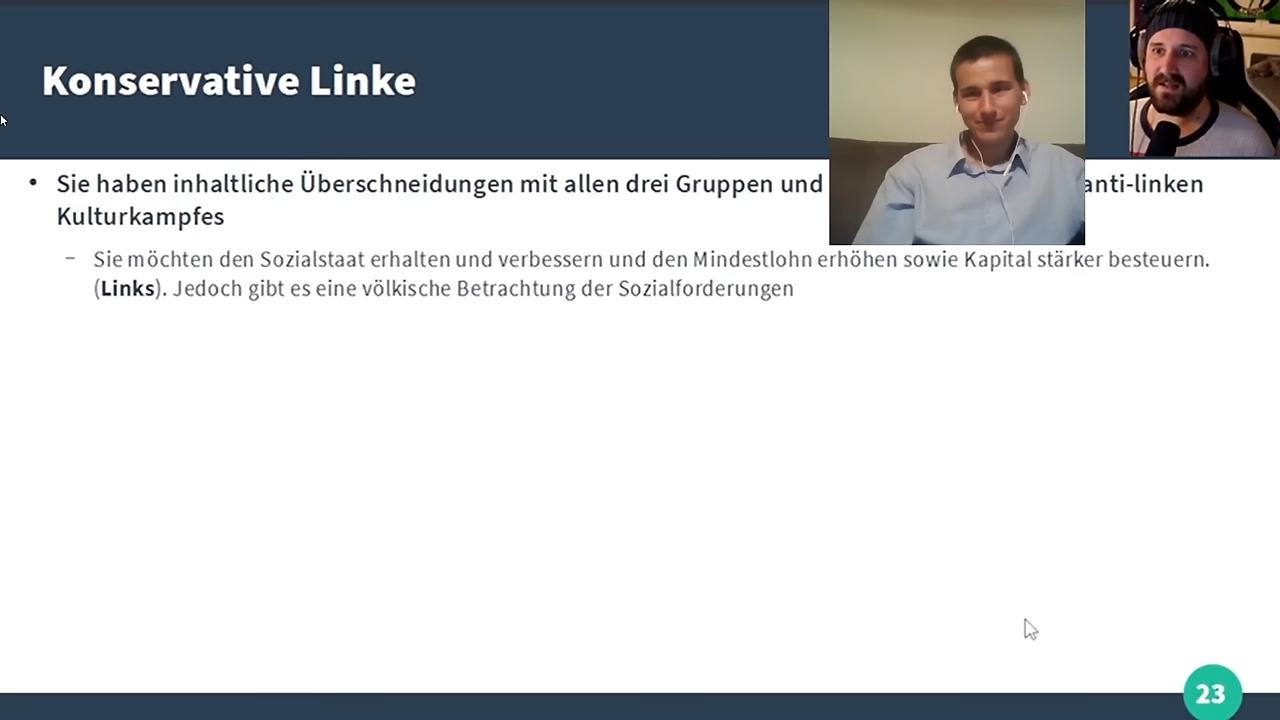 Konservative Linke
• Sie haben inhaltliche Überschneidungen mit allen drei Gruppen und anti-linken
Kulturkampfes
– Sie möchten den Sozialstaat erhalten und verbessern und den Mindestlohn erhöhen sowie Kapital stärker besteuern.
(Links). Jedoch gibt es eine völkische Betrachtung der Sozialforderungen
23